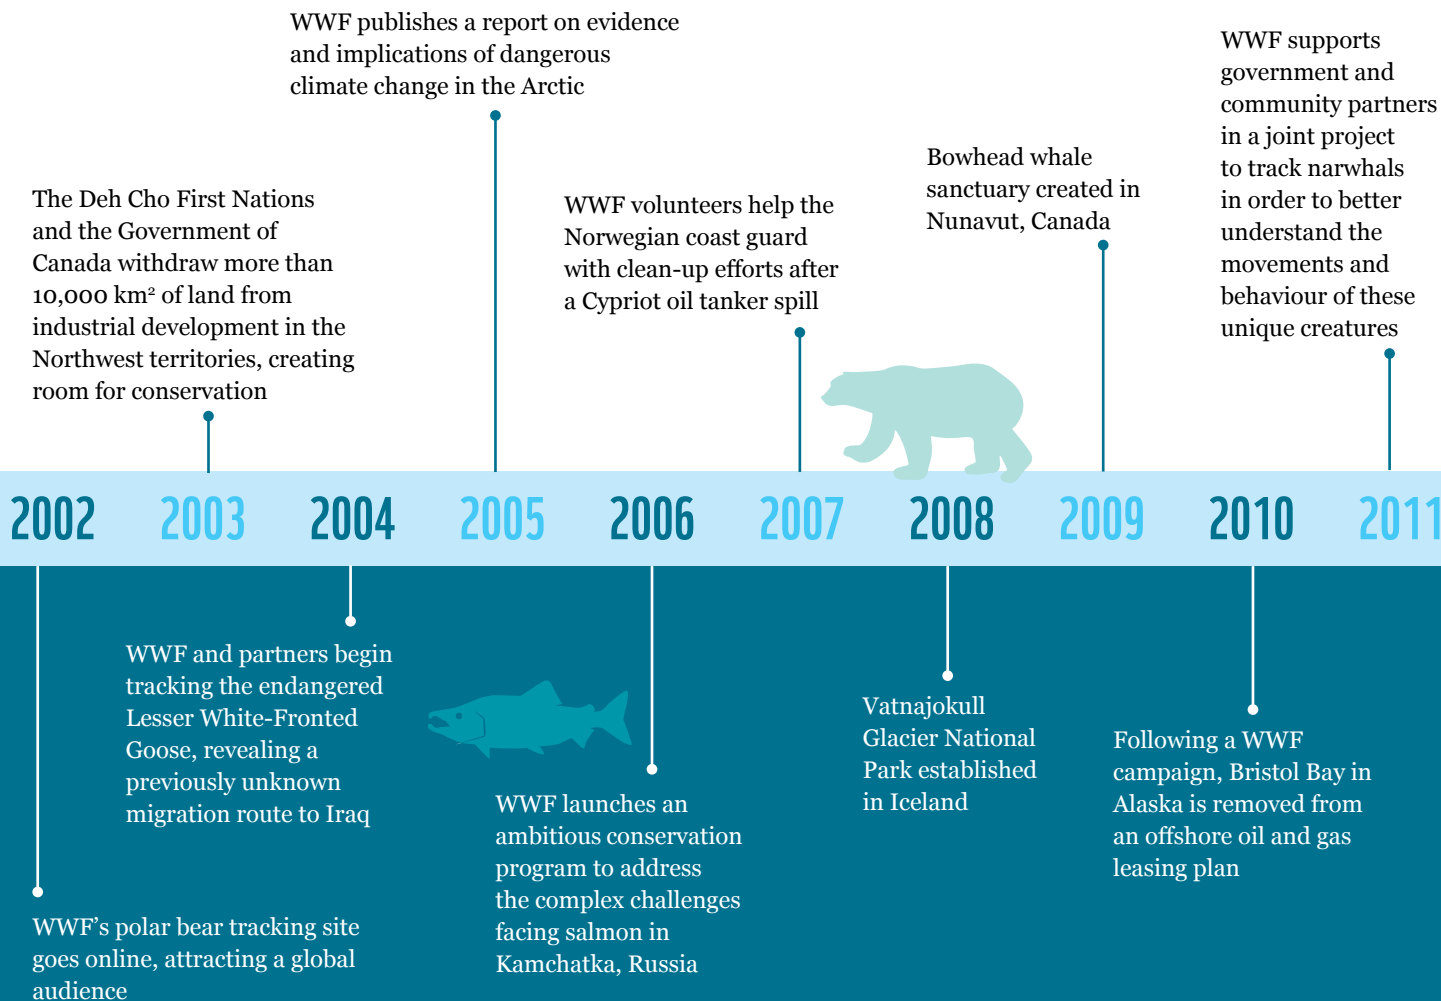 WWF publishes a report on evidence
and implications of dangerous
climate change in the Arctic
WWF supports
government and
community partners
in a joint project
to track narwhals
in order to better
understand the
movements and
behaviour of these
unique creatures
Bowhead whale
sanctuary created in
Nunavut, Canada
The Deh Cho First Nations
and the Government of
Canada withdraw more than
10,000 km² of land from
industrial development in the
Northwest territories, creating
room for conservation
WWF volunteers help the
Norwegian coast guard
with clean-up efforts after
a Cypriot oil tanker spill
2002 2003 2004 2005 2006 2007 2008 2009 2010 2011
WWF and partners begin
tracking the endangered
Lesser White-Fronted
Goose, revealing a
previously unknown
migration route to Iraq
Vatnajokull
Glacier National
Park established
in Iceland
Following a WWF
campaign, Bristol Bay in
Alaska is removed from
an offshore oil and gas
leasing plan
WWF launches an
ambitious conservation
program to address
the complex challenges
facing salmon in
Kamchatka, Russia
WWF’s polar bear tracking site
goes online, attracting a global
audience